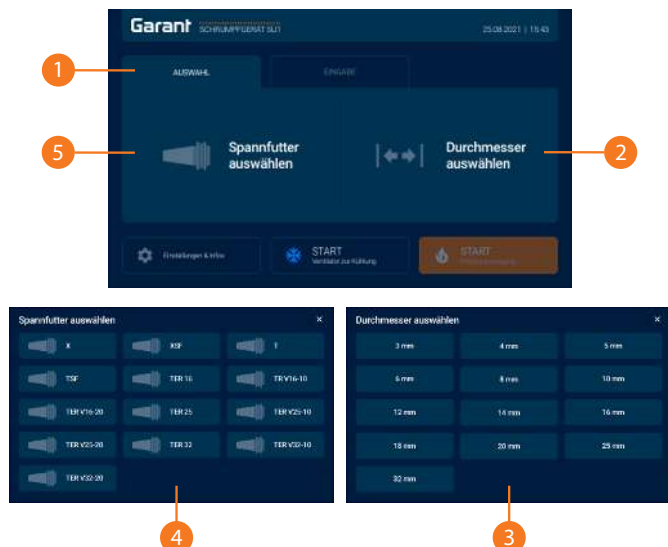 Garant SCHRUMPFGERÄT SU1
25.08.2021 | 15:43
1
AUSWAHL
EINGABE
5
Spannfutter
auswählen
Durchmesser
auswählen
2
Einstellungen & Infos
START
Ventilator zur Kühlung
START
Spannfutter auswählen ×
X XSF T
TSF TER 16 TR V16-10
TER V16-20 TER 25 TER V25-10
TER V25-20 TER 32 TER V32-10
TER V32-20
4
Durchmesser auswählen ×
3 mm 4 mm 5 mm
6 mm 8 mm 10 mm
12 mm 14 mm 16 mm
18 mm 20 mm 25 mm
32 mm
3